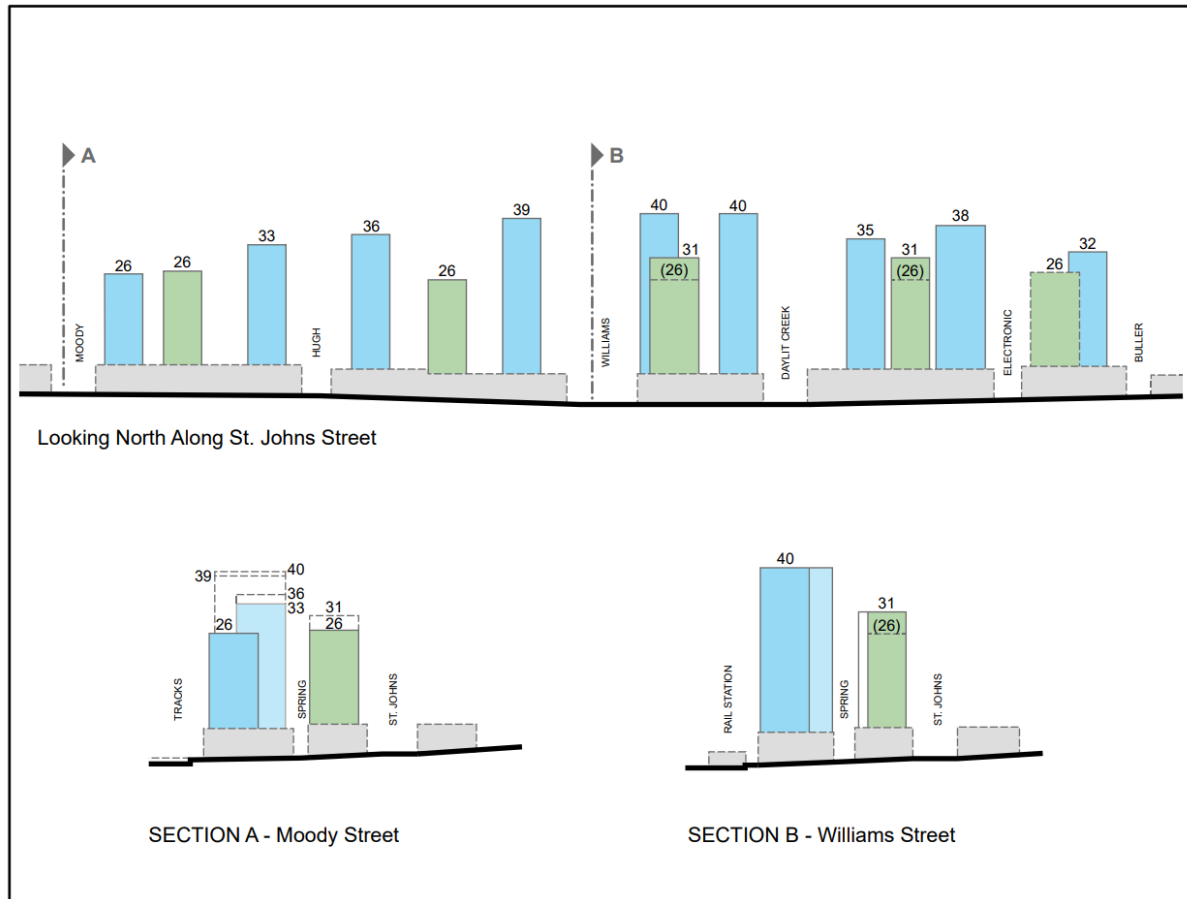 A
B
39
40
40
36
38
33
35
31
31
32
26
26
26
(26)
(26)
26
MOODY
HUGH
WILLIAMS
DAYLIT CREEK
ELECTRONIC
BULLER
Looking North Along St. Johns Street
39
40
36
33
26
31
26
TRACKS
SPRING
ST. JOHNS
SECTION A - Moody Street
40
31
(26)
RAIL STATION
SPRING
ST. JOHNS
SECTION B - Williams Street